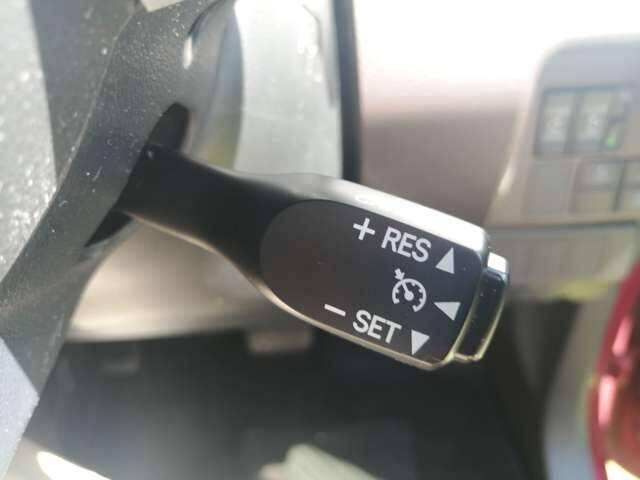 + RES ▲
◀
− SET ▼